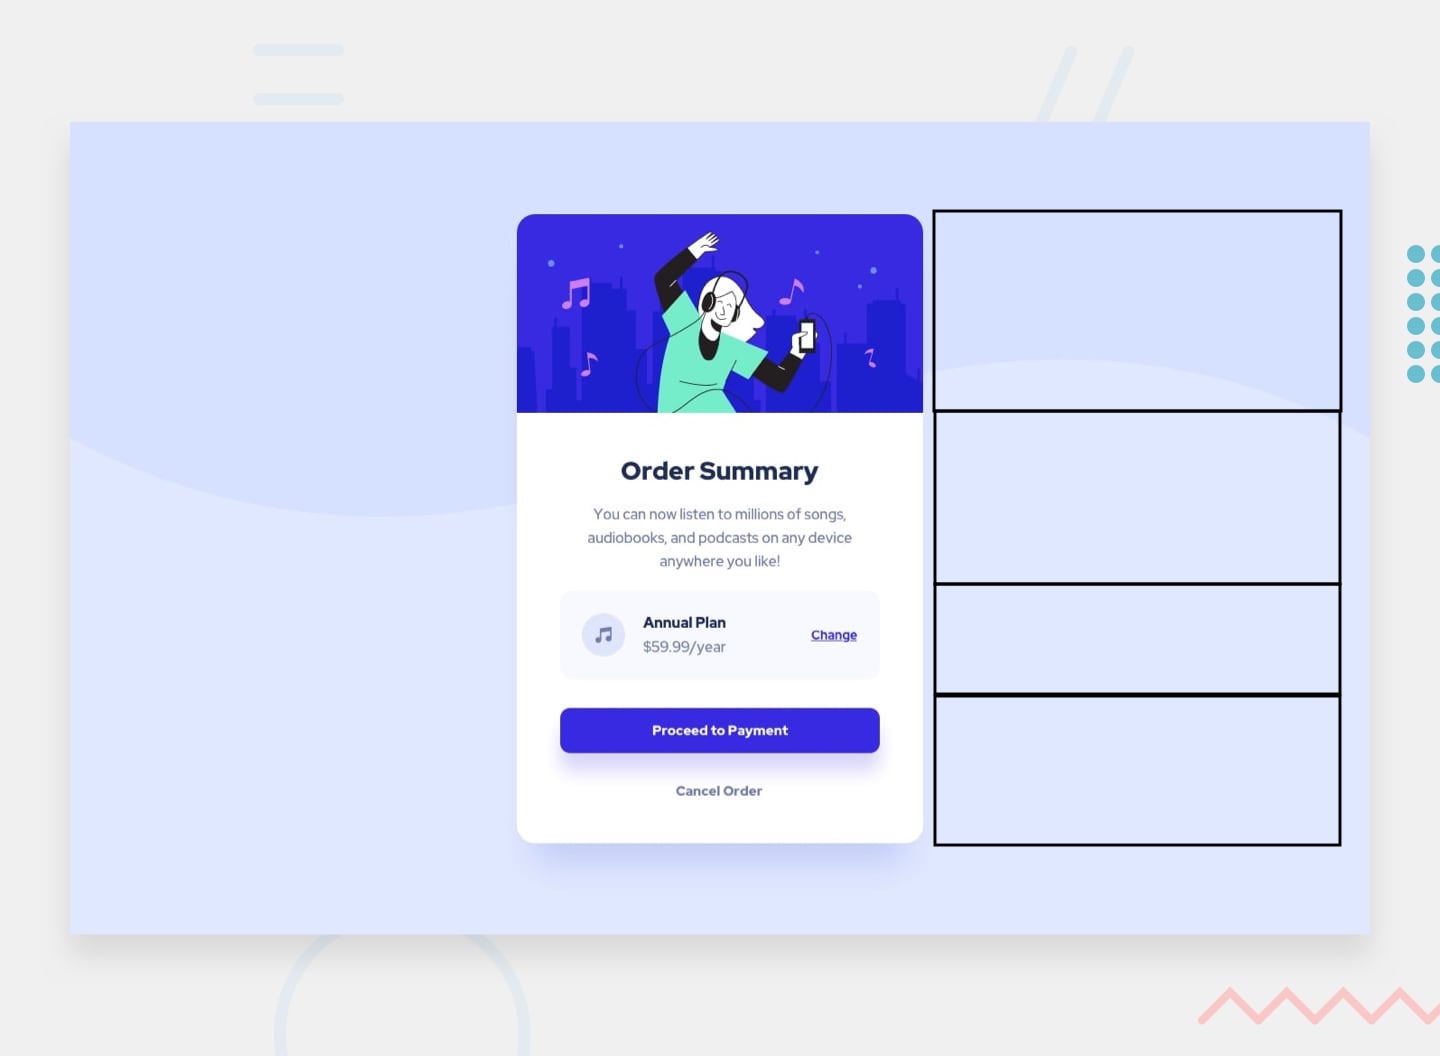 Order Summary
You can now listen to millions of songs,
audiobooks, and podcasts on any device
anywhere you like!
Annual Plan
$59.99/year
Change
Proceed to Payment
Cancel Order